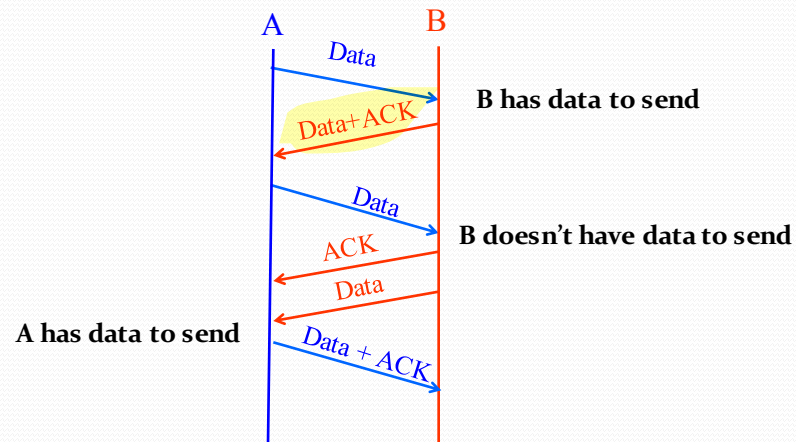 A
B
Data
B has data to send
Data+ACK
Data
B doesn’t have data to send
ACK
Data
A has data to send
Data + ACK